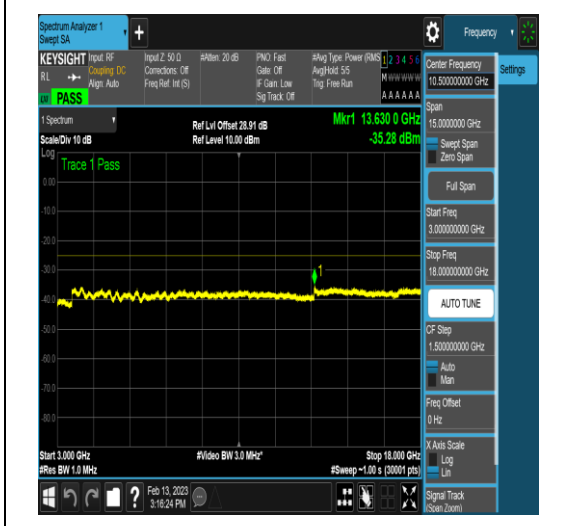 Spectrum Analyzer 1
Swept SA
+
Frequency
KEYSIGHT
RL
Input: RF
Coupling: DC
Align: Auto
Input Z: 50 Ω
Corrections: Off
Freq Ref: Int (S)
#Atten: 20 dB
PNO: Fast
Gate: Off
IF Gain: Low
Sig Track: Off
#Avg Type: Power (RMS
Avg|Hold: 5/5
Trig: Free Run
1 2 3 4 5 6
M W W W W W
A A A A A A
PASS
1 Spectrum
Scale/Div 10 dB
Ref Lvl Offset 28.91 dB
Ref Level 10.00 dBm
Mkr1 13.630 0 GHz
-35.28 dBm
Log
Trace 1 Pass
0.00
-10.0
-20.0
-30.0
-40.0
-50.0
-60.0
-70.0
-80.0
1
Start 3.000 GHz
#Res BW 1.0 MHz
#Video BW 3.0 MHz*
Stop 18.000 GHz
#Sweep ~1.00 s (30001 pts)
Feb 13, 2023
3:16:24 PM
?
Center Frequency
10.500000000 GHz
Settings
Span
15.0000000 GHz
Swept Span
Zero Span
Full Span
Start Freq
3.000000000 GHz
Stop Freq
18.000000000 GHz
AUTO TUNE
CF Step
1.500000000 GHz
Auto
Man
Freq Offset
0 Hz
X Axis Scale
Log
Lin
Signal Track
(Span Zoom)